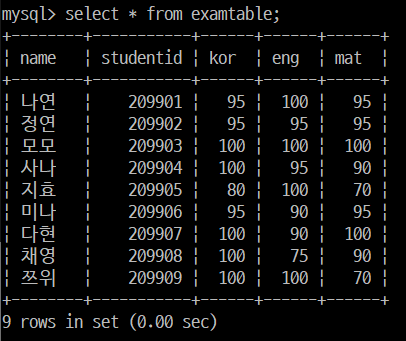 mysql> select * from examtable;
+--------+-----------+------+------+------+
¦ name   ¦ studentid ¦ kor  ¦ eng  ¦ mat  ¦
+--------+-----------+------+------+------+
¦ 나연   ¦    209901 ¦   95 ¦  100 ¦   95 ¦
¦ 정연   ¦    209902 ¦   95 ¦   95 ¦   95 ¦
¦ 모모   ¦    209903 ¦  100 ¦  100 ¦  100 ¦
¦ 사나   ¦    209904 ¦  100 ¦   95 ¦   90 ¦
¦ 지효   ¦    209905 ¦   80 ¦  100 ¦   70 ¦
¦ 미나   ¦    209906 ¦   95 ¦   90 ¦   95 ¦
¦ 다현   ¦    209907 ¦  100 ¦   90 ¦  100 ¦
¦ 채영   ¦    209908 ¦  100 ¦   75 ¦   90 ¦
¦ 쯔위   ¦    209909 ¦  100 ¦  100 ¦   70 ¦
+--------+-----------+------+------+------+
9 rows in set (0.00 sec)